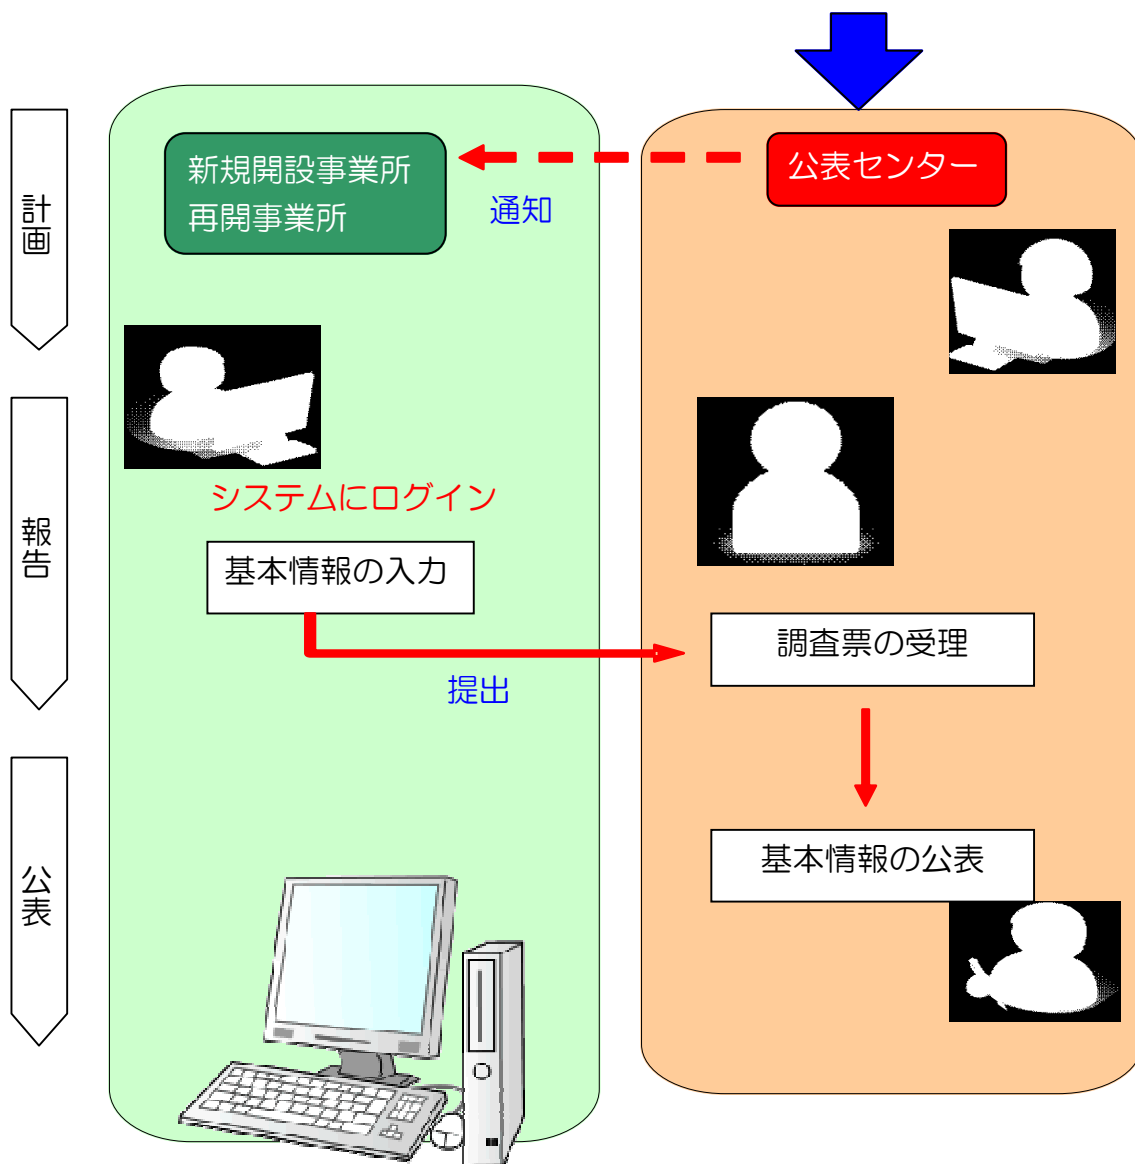 計画
新規開設事業所
再開事業所
通知
公表センター
報告
システムにログイン
基本情報の入力
提出
調査票の受理
公表
基本情報の公表